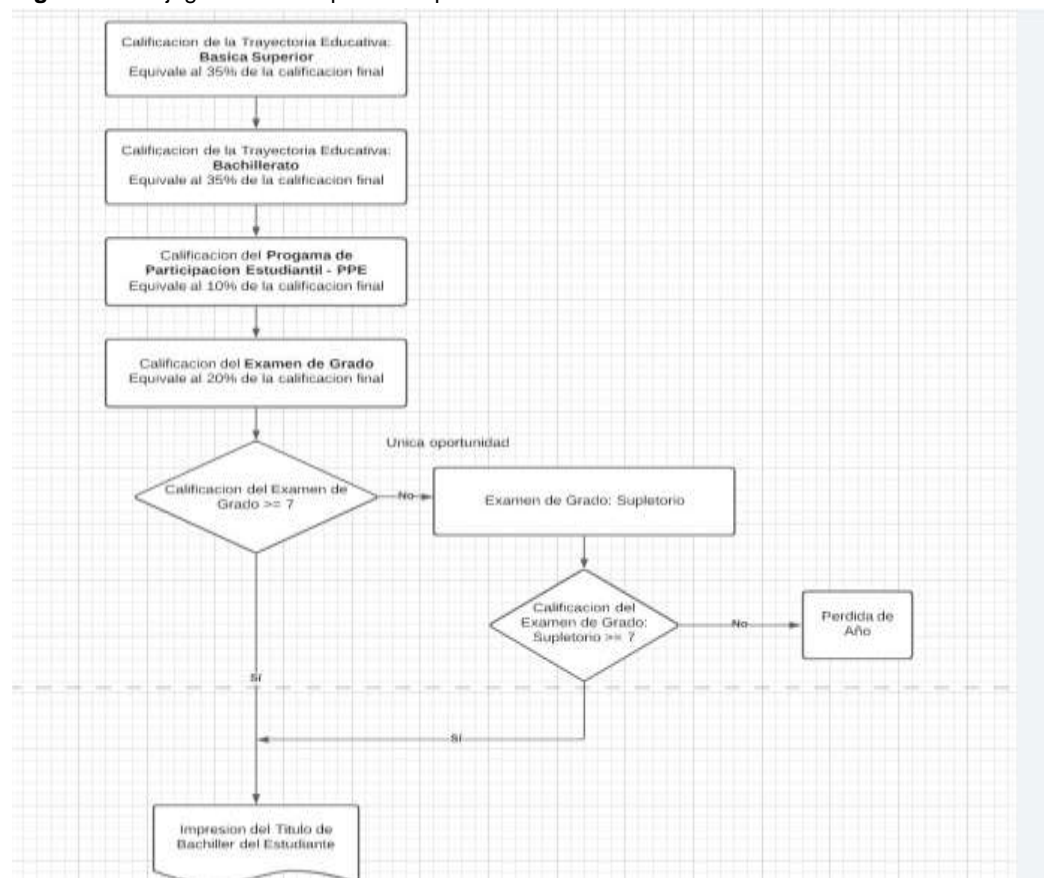 Calificacion de la Trayectoria Educativa:
Basica Superior
Equivale al 35% de la calificacion final
Calificacion de la Trayectoria Educativa:
Bachillerato
Equivale al 35% de la calificacion final
Calificacion del Progama de
Participacion Estudiantil - PPE
Equivale al 10% de la calificacion final
Calificacion del Examen de Grado
Equivale al 20% de la calificacion final
Unica oportunidad
Calificacion del Examen de
Grado >= 7
No
Examen de Grado: Supletorio
Calificacion del
Examen de Grado:
Supletorio >= 7
No
Perdida de
Año
Sí
Sí
Impresion del Titulo de
Bachiller del Estudiante